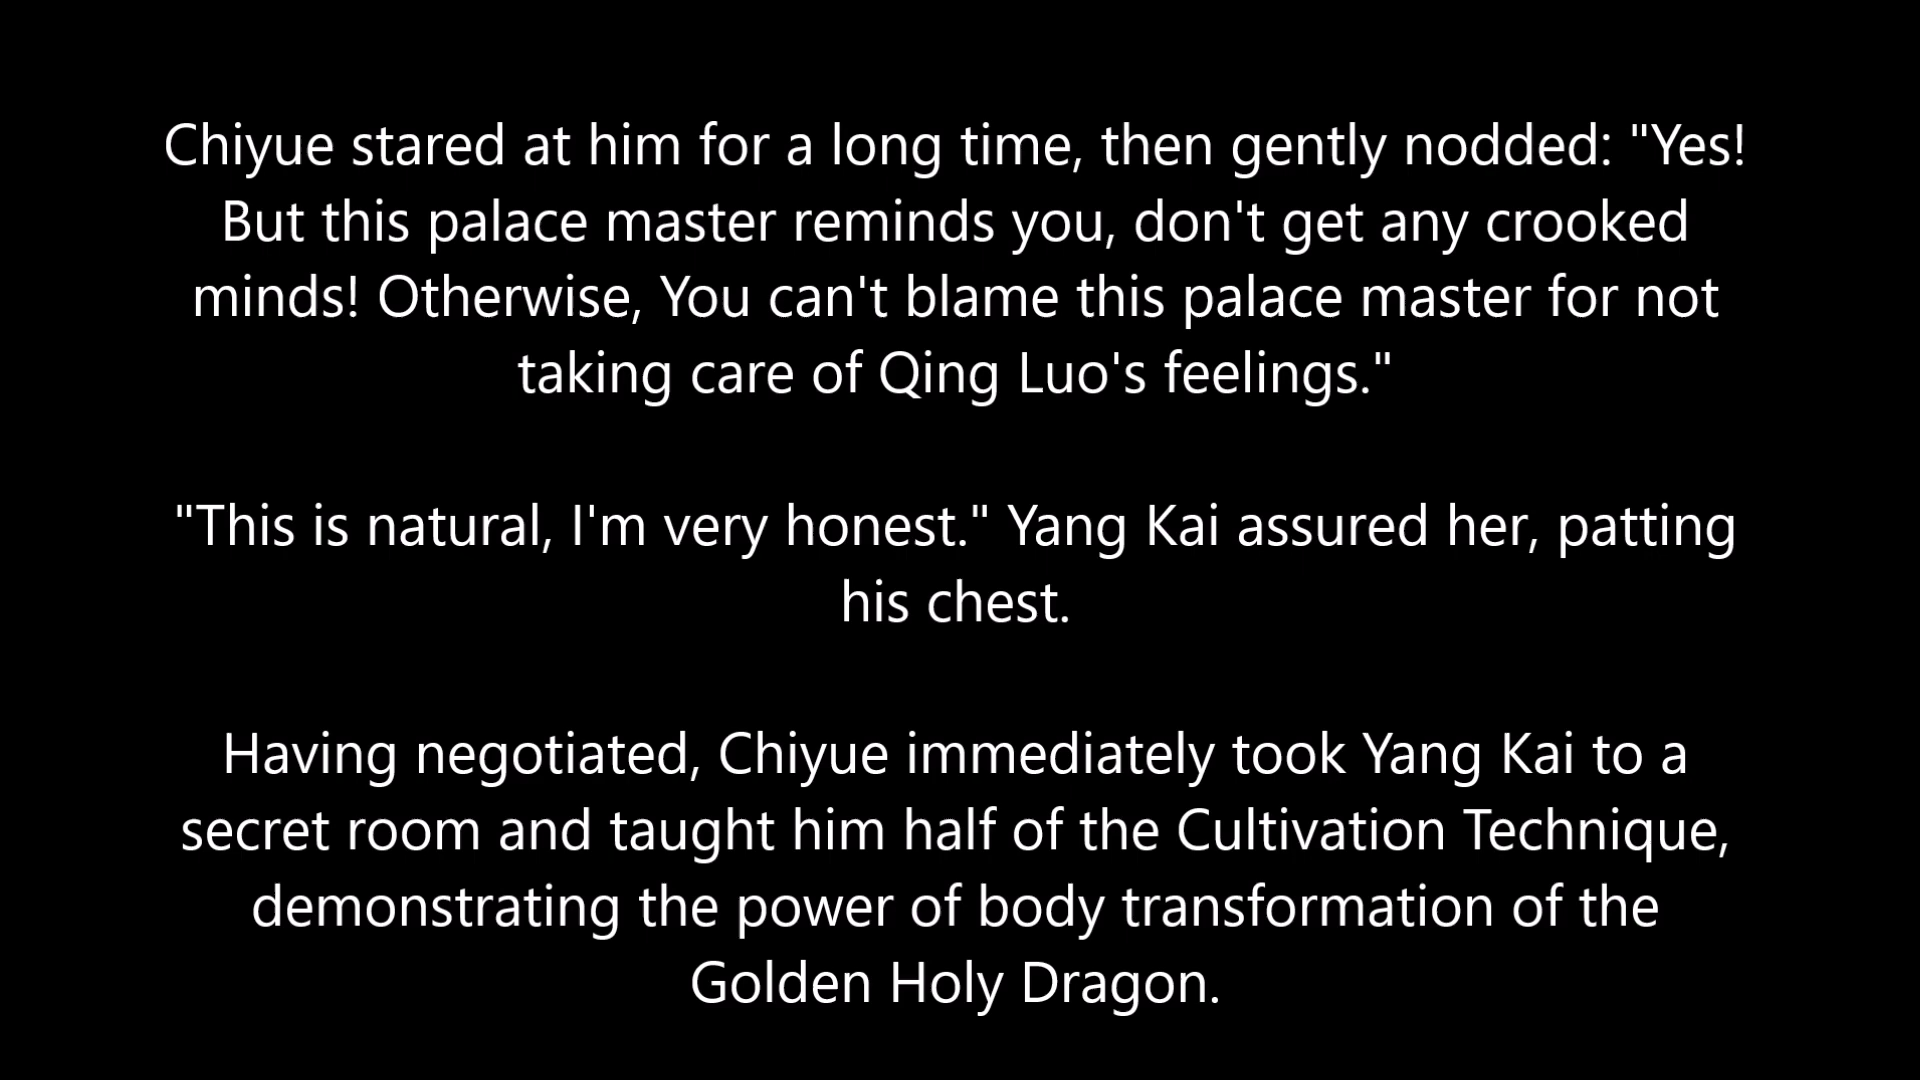 Chiyue stared at him for a long time, then gently nodded: "Yes!
But this palace master reminds you, don't get any crooked
minds! Otherwise, You can't blame this palace master for not
taking care of Qing Luo's feelings."
"This is natural, I'm very honest." Yang Kai assured her, patting
his chest.
Having negotiated, Chiyue immediately took Yang Kai to a
secret room and taught him half of the Cultivation Technique,
demonstrating the power of body transformation of the
Golden Holy Dragon.